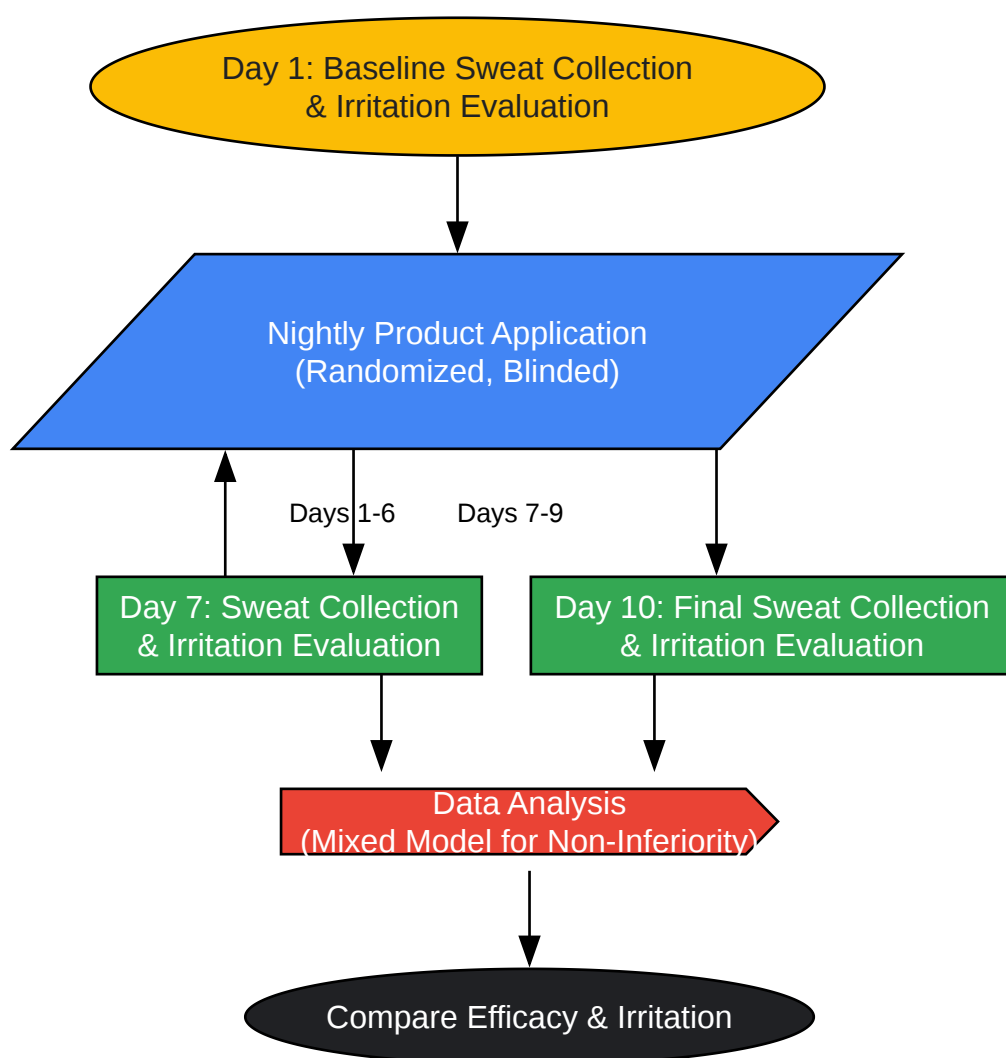 Day 1: Baseline Sweat Collection
& Irritation Evaluation
Nightly Product Application
(Randomized, Blinded)
Days 1-6
Days 7-9
Day 7: Sweat Collection
& Irritation Evaluation
Day 10: Final Sweat Collection
& Irritation Evaluation
Data Analysis
(Mixed Model for Non-Inferiority)
Compare Efficacy & Irritation